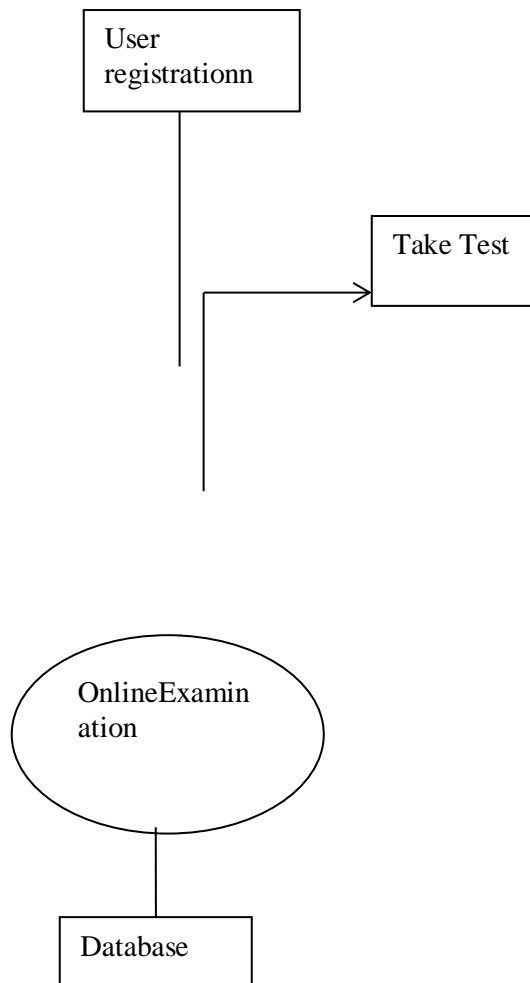 User
registrationn
Take Test
OnlineExamin
ation
Database